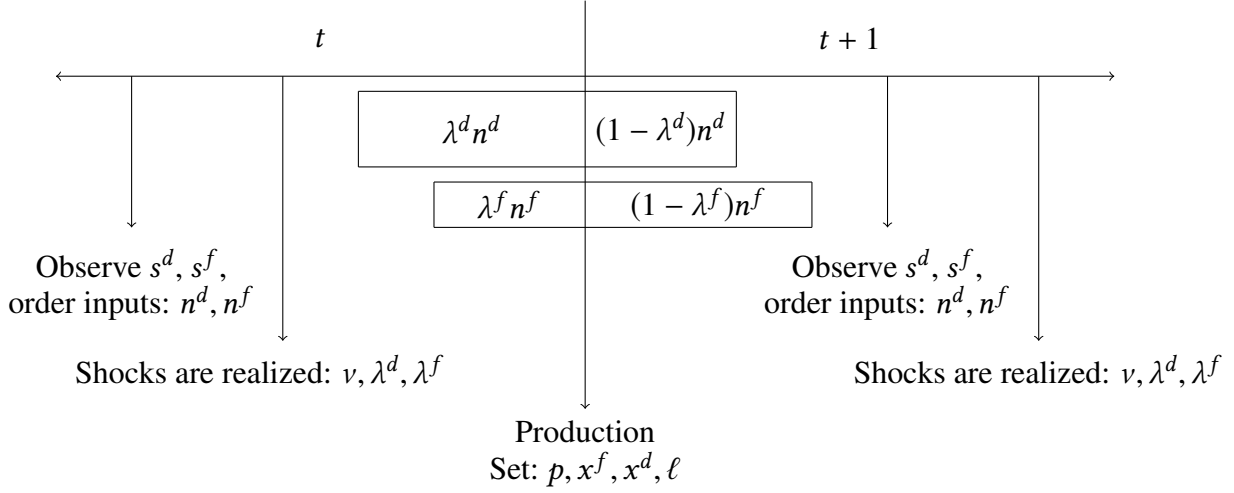 t
t + 1
λ^d n^d
(1 − λ^d)n^d
λ^f n^f
(1 − λ^f)n^f
Observe s^d, s^f,
order inputs: n^d, n^f
Observe s^d, s^f,
order inputs: n^d, n^f
Shocks are realized: ν, λ^d, λ^f
Shocks are realized: ν, λ^d, λ^f
Production
Set: p, x^f, x^d, ℓ